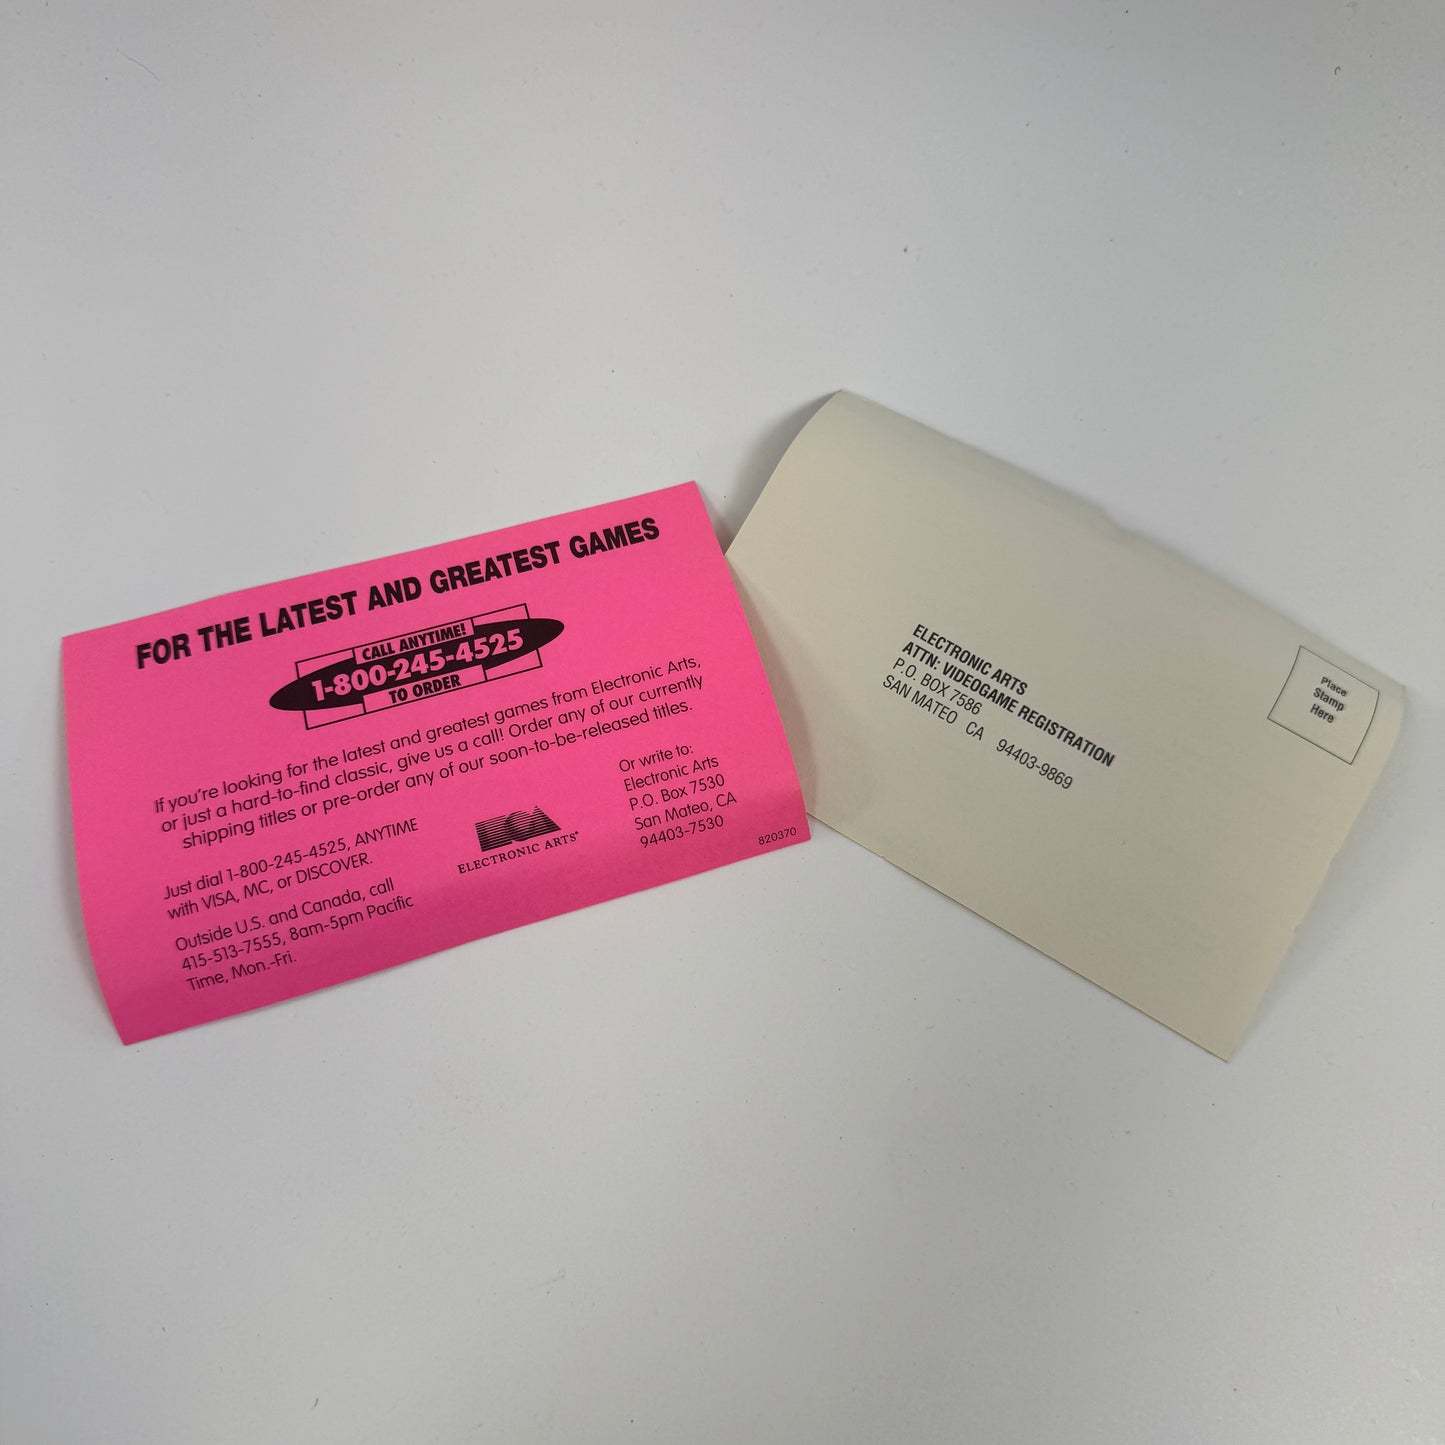 FOR THE LATEST AND GREATEST GAMES
CALL ANYTIME!
1-800-245-4525
TO ORDER
If you're looking for the latest and greatest games from Electronic Arts,
or just a hard-to-find classic, give us a call! Order any of our currently
shipping titles or pre-order any of our soon-to-be-released titles.
Just dial 1-800-245-4525, ANYTIME
with VISA, MC, or DISCOVER.
Outside U.S. and Canada, call
415-513-7555, 8am-5pm Pacific
Time, Mon.-Fri.
ELECTRONIC ARTS®
Or write to:
Electronic Arts
P.O. Box 7530
San Mateo, CA
94403-7530
820370
ELECTRONIC ARTS
ATTN: VIDEOGAME REGISTRATION
P.O. BOX 7586
SAN MATEO CA 94403-9869
Place
Stamp
Here